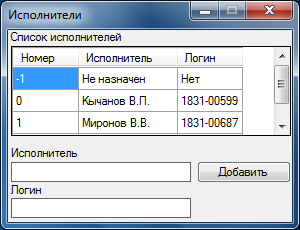 Исполнители
Список исполнителей
Номер Исполнитель Логин
-1 Не назначен Нет
0 Кычанов В.П. 1831-00599
1 Миронов В.В. 1831-00687
Исполнитель
Добавить
Логин